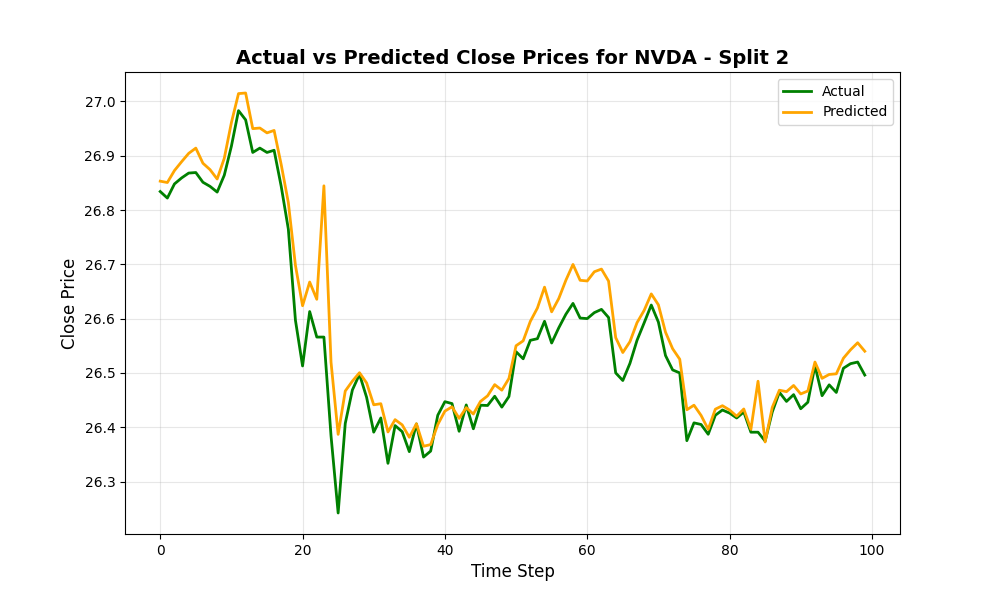 Actual vs Predicted Close Prices for NVDA - Split 2
Actual
Predicted
Close Price
27.0
26.9
26.8
26.7
26.6
26.5
26.4
26.3
0 20 40 60 80 100
Time Step